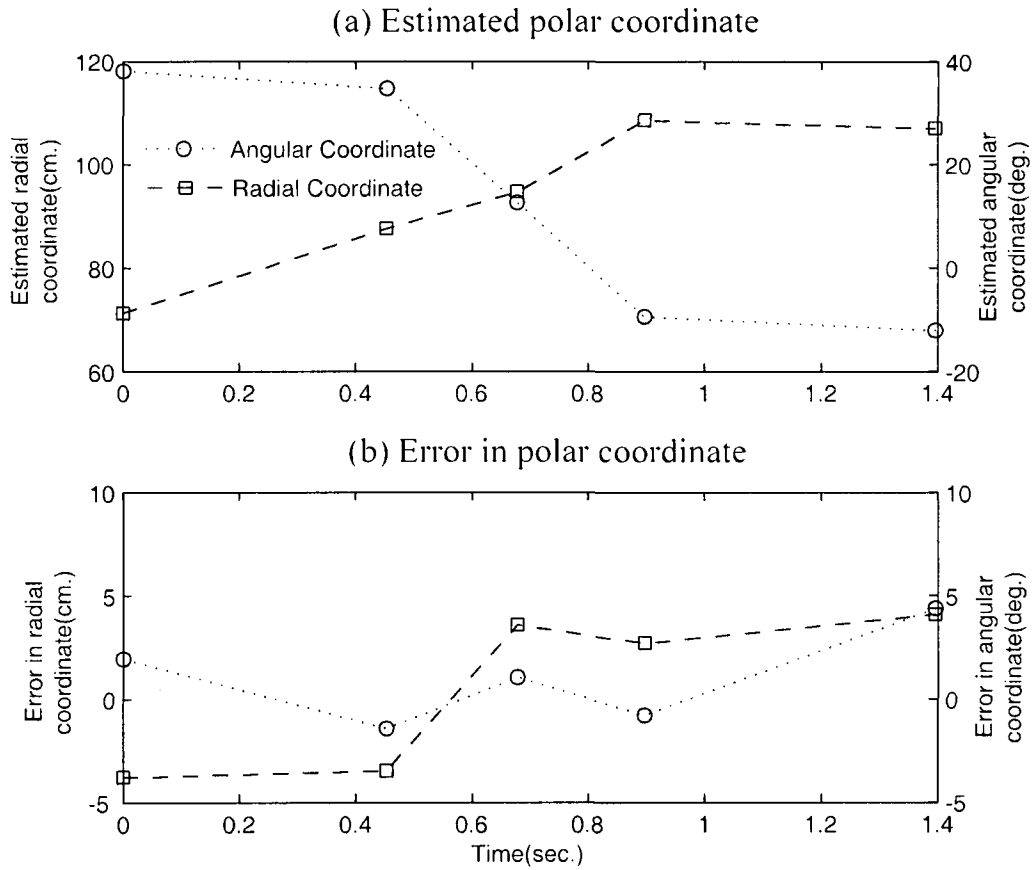 (a) Estimated polar coordinate
120
100
80
60
40
20
0
-20
Estimated radial
coordinate(cm.)
Estimated angular
coordinate(deg.)
Angular Coordinate
Radial Coordinate
0 0.2 0.4 0.6 0.8 1 1.2 1.4
(b) Error in polar coordinate
10
5
0
-5
10
5
0
-5
Error in radial
coordinate(cm.)
Error in angular
coordinate(deg.)
0 0.2 0.4 0.6 0.8 1 1.2 1.4
Time(sec.)